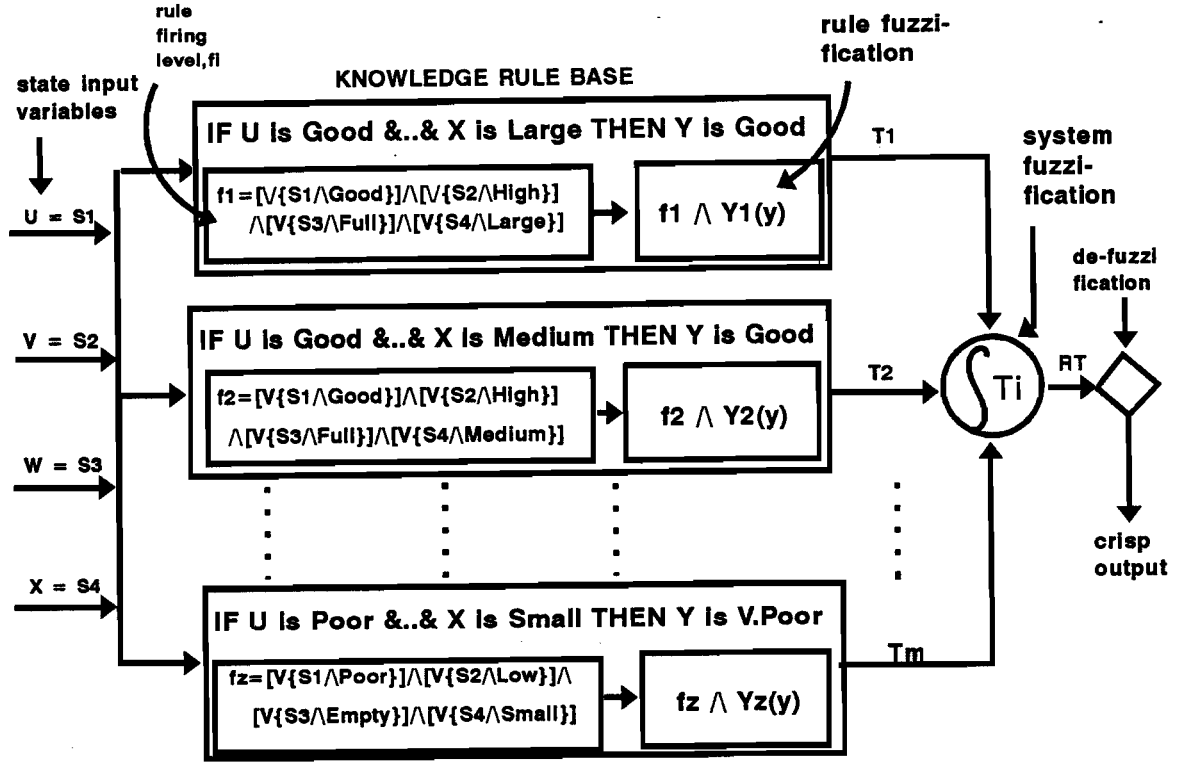 rule
firing
level,fi
rule fuzzi-
fication
state input
variables
KNOWLEDGE RULE BASE
IF U is Good &..& X is Large THEN Y is Good
f1=[\/{S1/\Good}]/\[\/{S2/\High}]
/\[V{S3/\Full}]/\[V{S4/\Large}]
f1 /\ Y1(y)
T1
system
fuzzi-
fication
U = S1
de-fuzzi
fication
V = S2
IF U is Good &..& X is Medium THEN Y is Good
f2=[V{S1/\Good}]/\[V{S2/\High}]
/\[V{S3/\Full}]/\[V{S4/\Medium}]
f2 /\ Y2(y)
T2
∫Ti
RT
W = S3
crisp
output
X = S4
IF U is Poor &..& X is Small THEN Y is V.Poor
fz=[V{S1/\Poor}]/\[V{S2/\Low}]/\
[V{S3/\Empty}]/\[V{S4/\Small}]
fz /\ Yz(y)
Tm